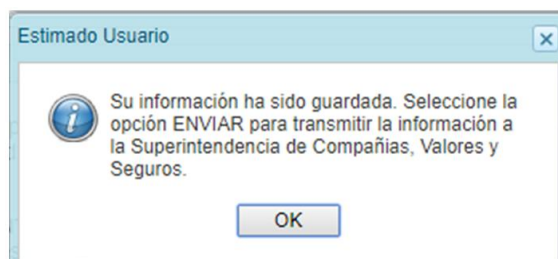 Estimado Usuario
Su información ha sido guardada. Seleccione la
opción ENVIAR para transmitir la información a
la Superintendencia de Compañias, Valores y
Seguros.
OK